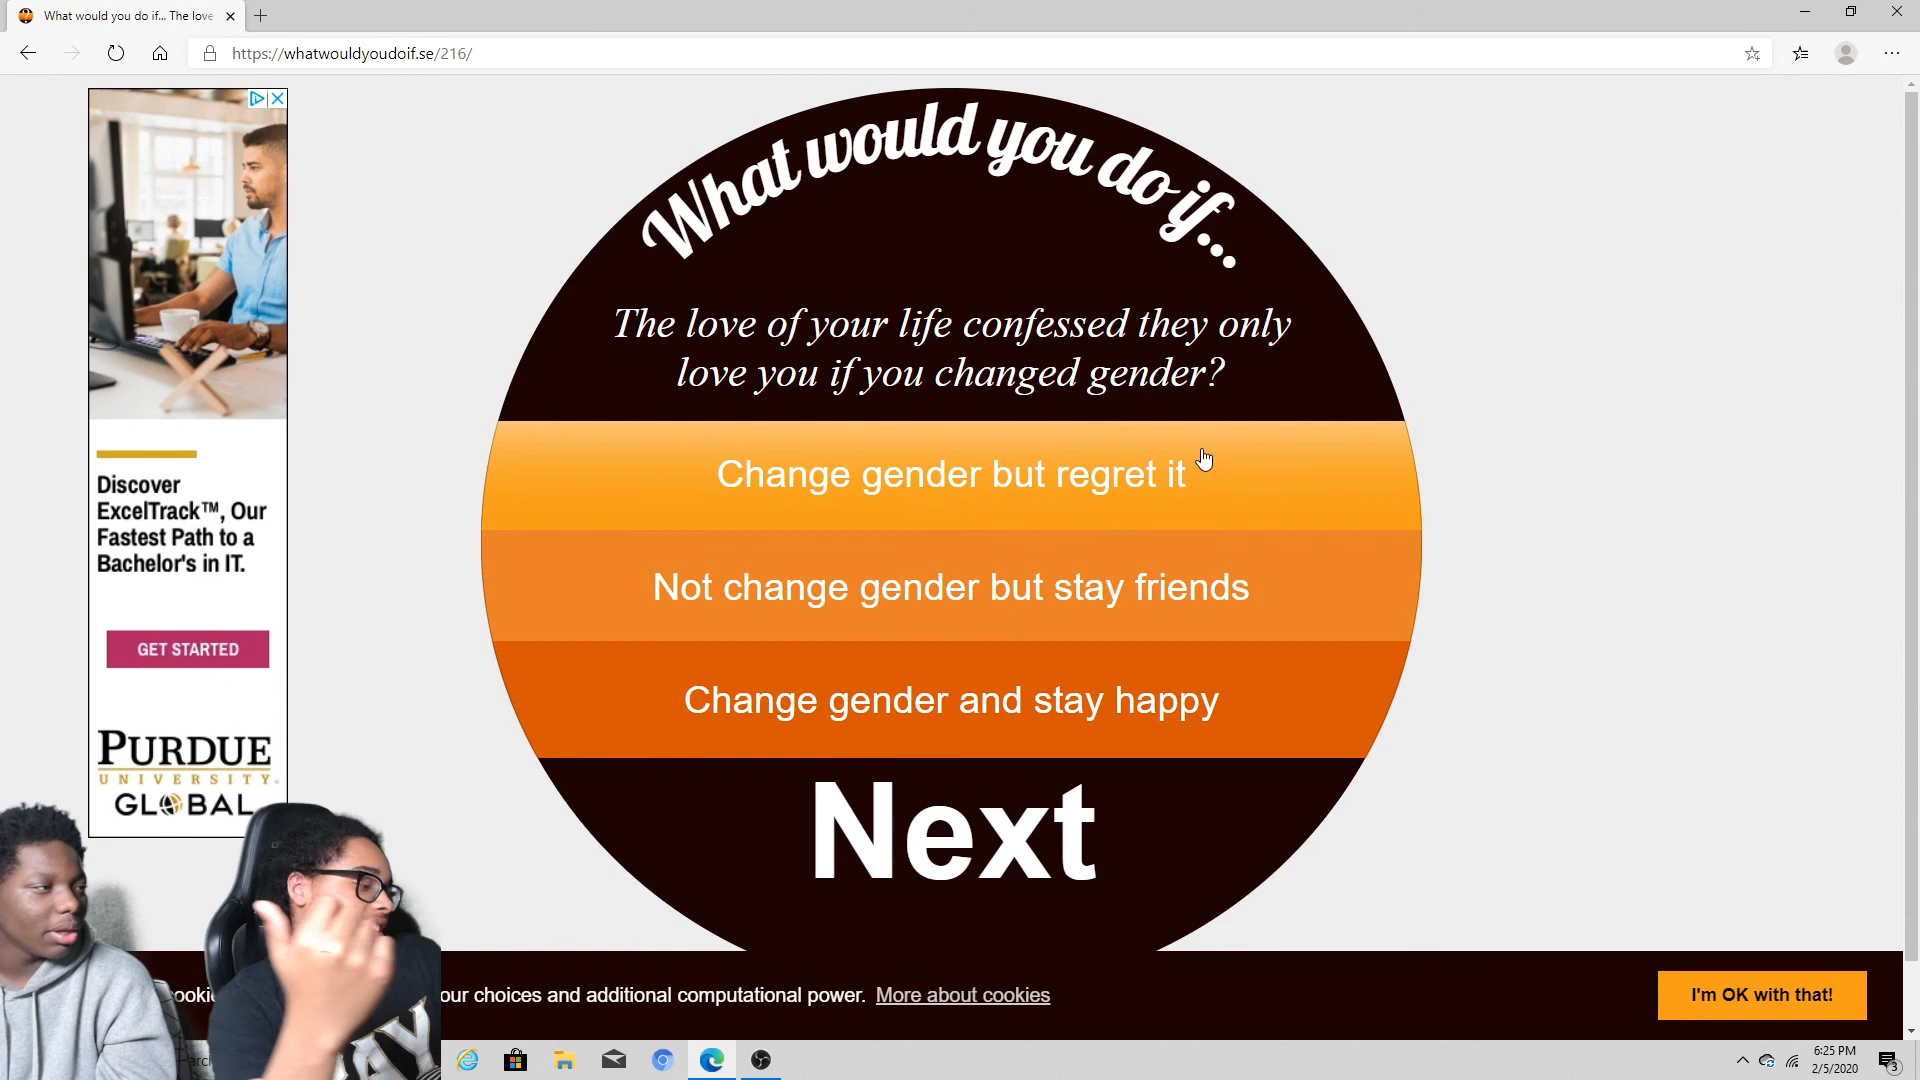 What would you do if... The love
https://whatwouldyoudoif.se/216/
What would you do if...
The love of your life confessed they only
love you if you changed gender?
Change gender but regret it
Not change gender but stay friends
Change gender and stay happy
Next
Discover
ExcelTrack™, Our
Fastest Path to a
Bachelor's in IT.
GET STARTED
PURDUE
UNIVERSITY
GLOBAL
our choices and additional computational power. More about cookies
I'm OK with that!
6:25 PM
2/5/2020
3